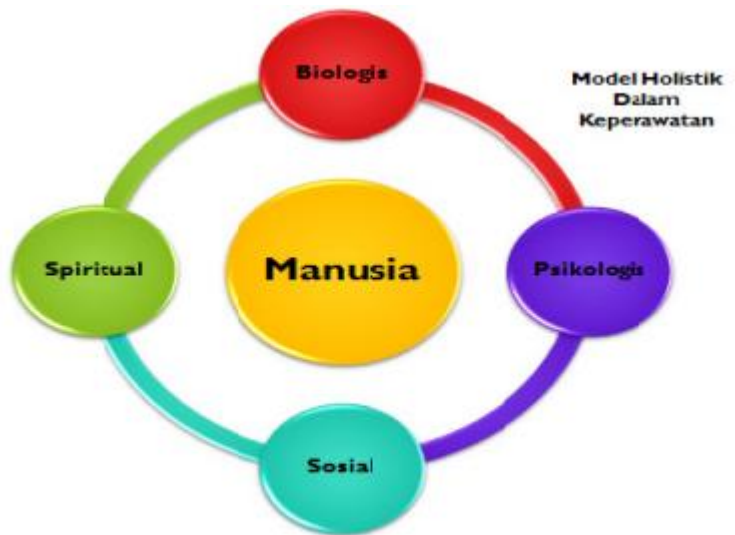 Biologis
Model Holistik
Dalam
Keperawatan
Spiritual
Manusia
Psikologis
Sosial